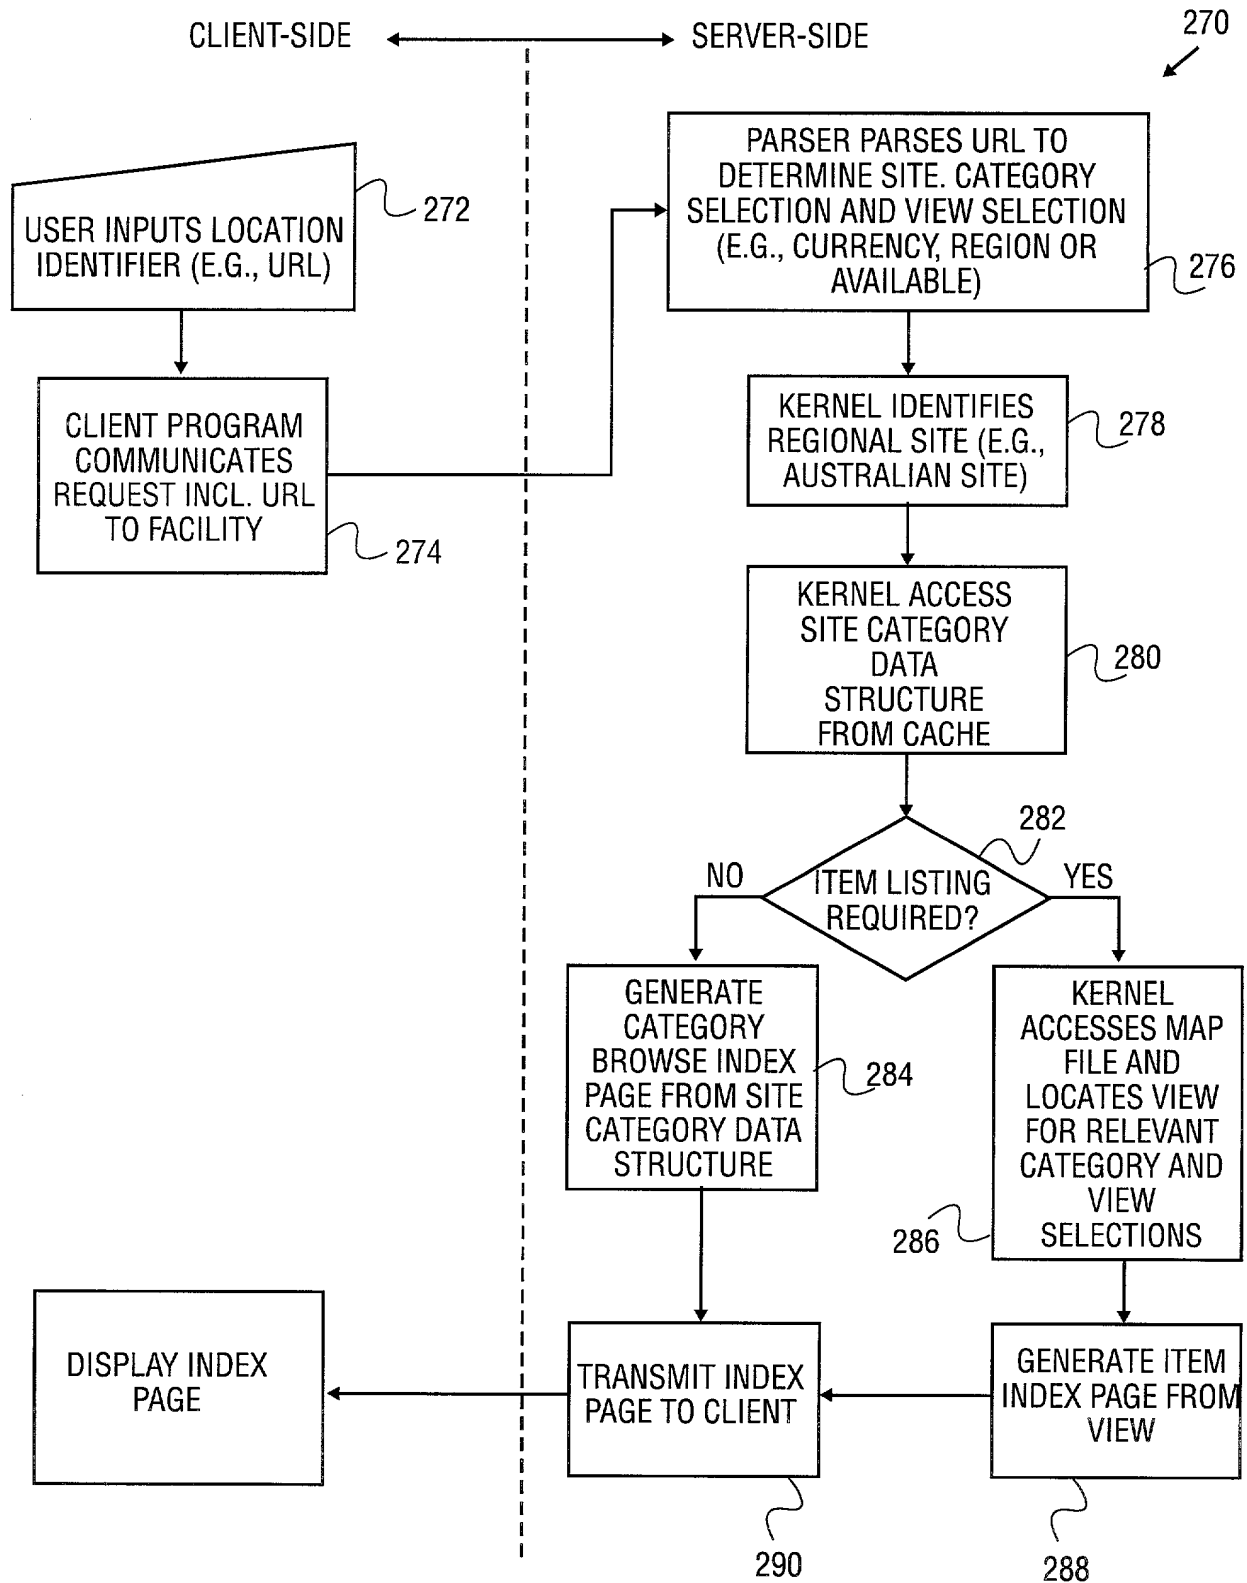 CLIENT-SIDE
SERVER-SIDE
270
USER INPUTS LOCATION
IDENTIFIER (E.G., URL)
272
CLIENT PROGRAM
COMMUNICATES
REQUEST INCL. URL
TO FACILITY
274
PARSER PARSES URL TO
DETERMINE SITE. CATEGORY
SELECTION AND VIEW SELECTION
(E.G., CURRENCY, REGION OR
AVAILABLE)
276
KERNEL IDENTIFIES
REGIONAL SITE (E.G.,
AUSTRALIAN SITE)
278
KERNEL ACCESS
SITE CATEGORY
DATA
STRUCTURE
FROM CACHE
280
282
NO
ITEM LISTING
REQUIRED?
YES
GENERATE
CATEGORY
BROWSE INDEX
PAGE FROM SITE
CATEGORY DATA
STRUCTURE
284
KERNEL
ACCESSES MAP
FILE AND
LOCATES VIEW
FOR RELEVANT
CATEGORY AND
VIEW
SELECTIONS
286
GENERATE ITEM
INDEX PAGE FROM
VIEW
288
TRANSMIT INDEX
PAGE TO CLIENT
290
DISPLAY INDEX
PAGE